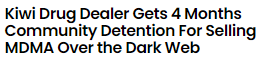 Kiwi Drug Dealer Gets 4 Months
Community Detention For Selling
MDMA Over the Dark Web